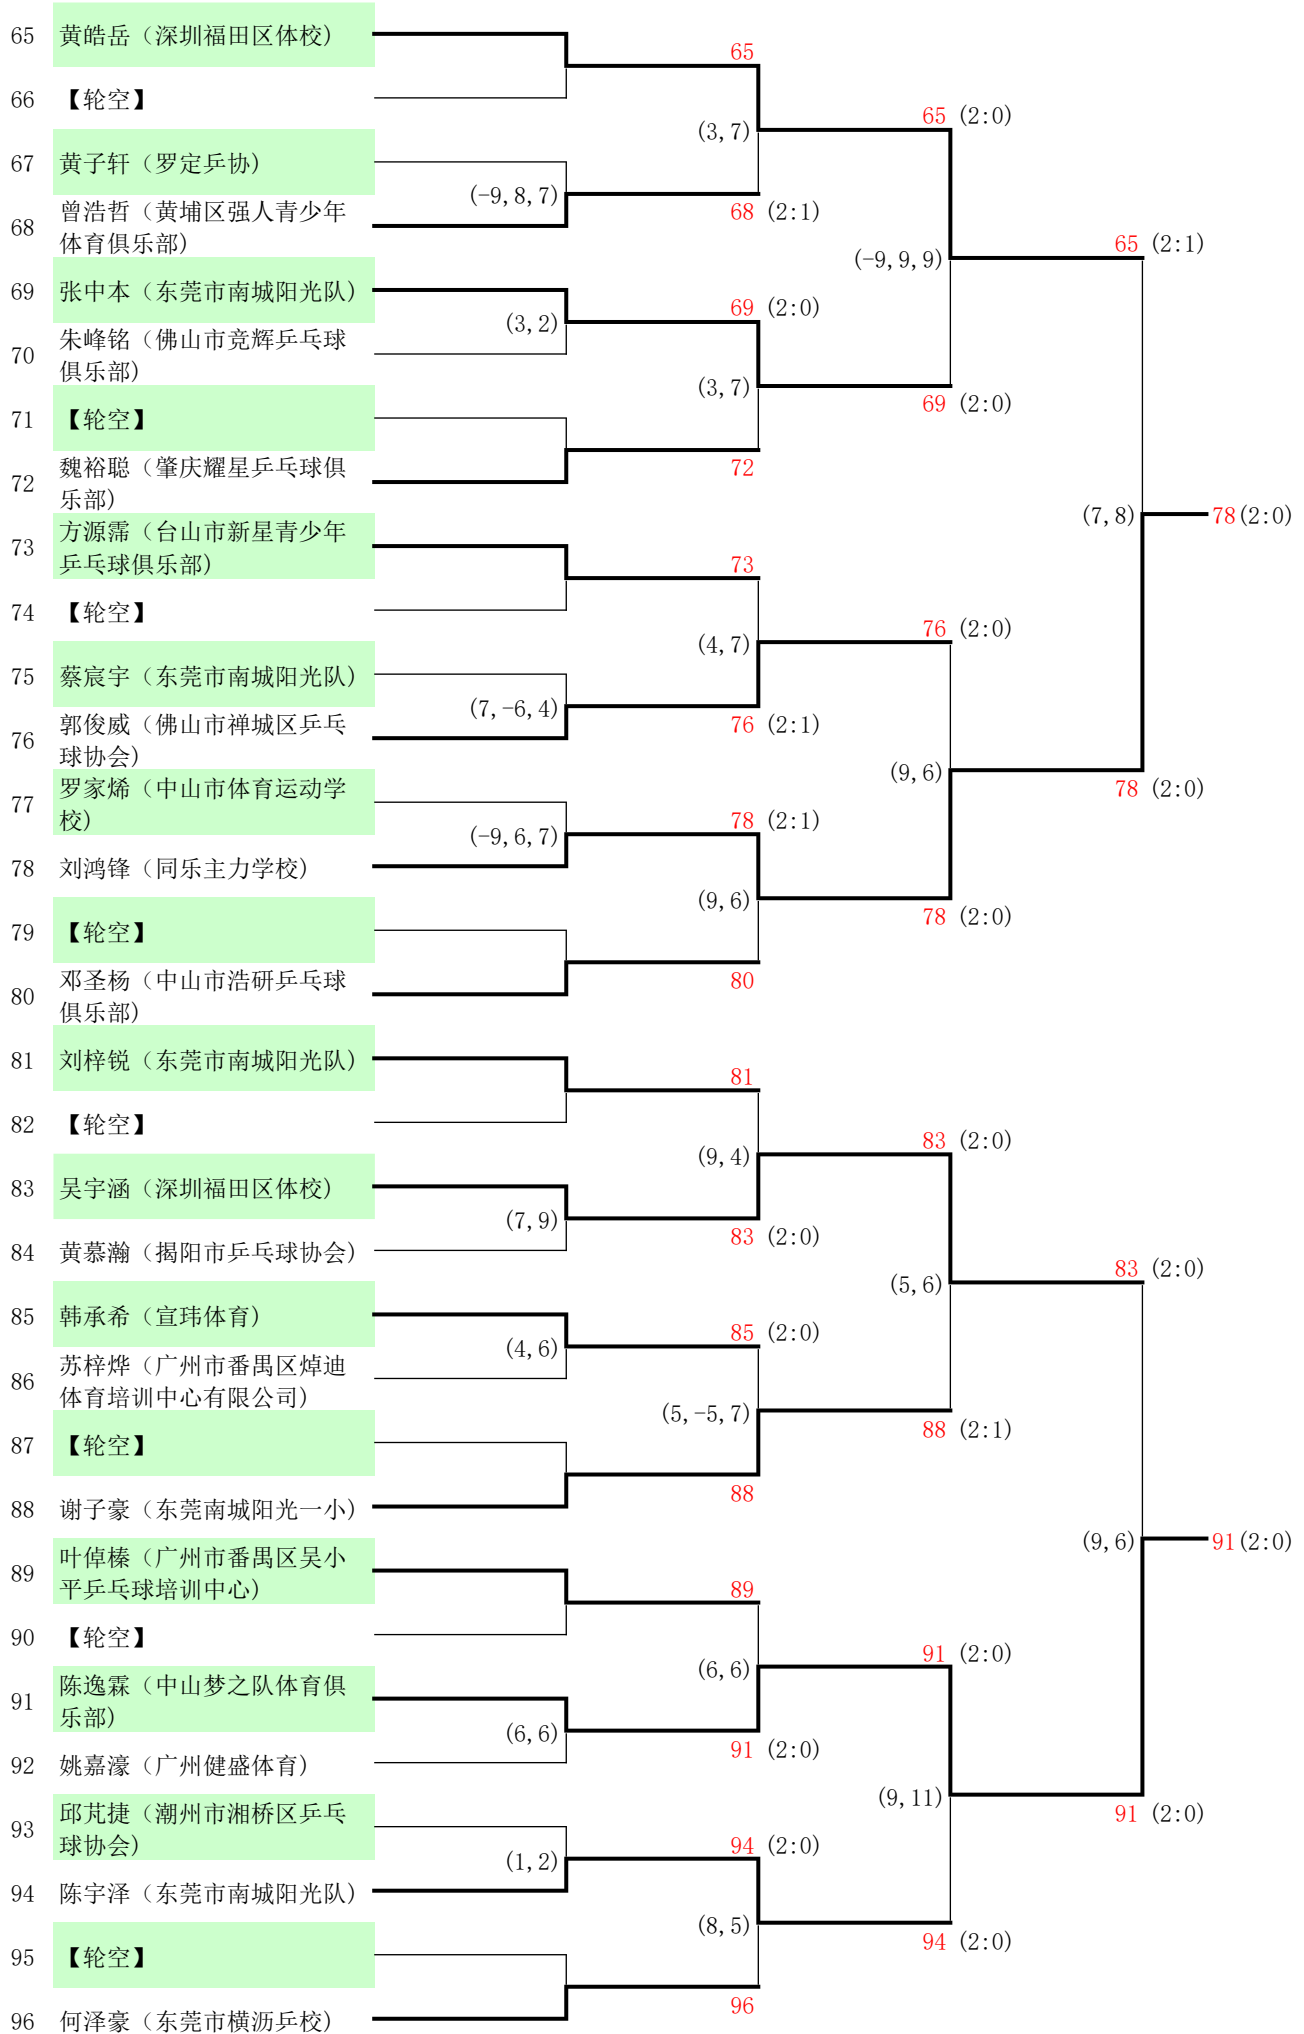 65 黄皓岳（深圳福田区体校）
65
66 【轮空】
65 (2:0)
(3,7)
67 黄子轩（罗定乒协）
(-9,8,7)
68 (2:1)
68 曾浩哲（黄埔区强人青少年
体育俱乐部）
65 (2:1)
(-9,9,9)
69 张中本（东莞市南城阳光队）
69 (2:0)
(3,2)
70 朱峰铭（佛山市竞辉乒乓球
俱乐部）
(3,7)
69 (2:0)
71 【轮空】
72
72 魏裕聪（肇庆耀星乒乓球俱
乐部）
(7,8)
78(2:0)
73 方源霈（台山市新星青少年
乒乓球俱乐部）
73
74 【轮空】
76 (2:0)
(4,7)
75 蔡宸宇（东莞市南城阳光队）
(7,-6,4)
76 (2:1)
76 郭俊威（佛山市禅城区乒乓
球协会）
(9,6)
78 (2:0)
77 罗家烯（中山市体育运动学
校）
78 (2:1)
(-9,6,7)
78 刘鸿锋（同乐主力学校）
(9,6)
78 (2:0)
79 【轮空】
80
80 邓圣杨（中山市浩研乒乓球
俱乐部）
81 刘梓锐（东莞市南城阳光队）
81
82 【轮空】
83 (2:0)
(9,4)
83 吴宇涵（深圳福田区体校）
(7,9)
83 (2:0)
84 黄慕瀚（揭阳市乒乓球协会）
83 (2:0)
(5,6)
85 韩承希（宣玮体育）
85 (2:0)
(4,6)
86 苏梓烨（广州市番禺区焯迪
体育培训中心有限公司）
(5,-5,7)
88 (2:1)
87 【轮空】
88
88 谢子豪（东莞南城阳光一小）
(9,6)
91(2:0)
89 叶倬榛（广州市番禺区吴小
平乒乓球培训中心）
89
90 【轮空】
91 (2:0)
(6,6)
91 陈逸霖（中山梦之队体育俱
乐部）
(6,6)
91 (2:0)
92 姚嘉濠（广州健盛体育）
(9,11)
91 (2:0)
93 邱芃捷（潮州市湘桥区乒乓
球协会）
94 (2:0)
(1,2)
94 陈宇泽（东莞市南城阳光队）
(8,5)
94 (2:0)
95 【轮空】
96
96 何泽豪（东莞市横沥乒校）